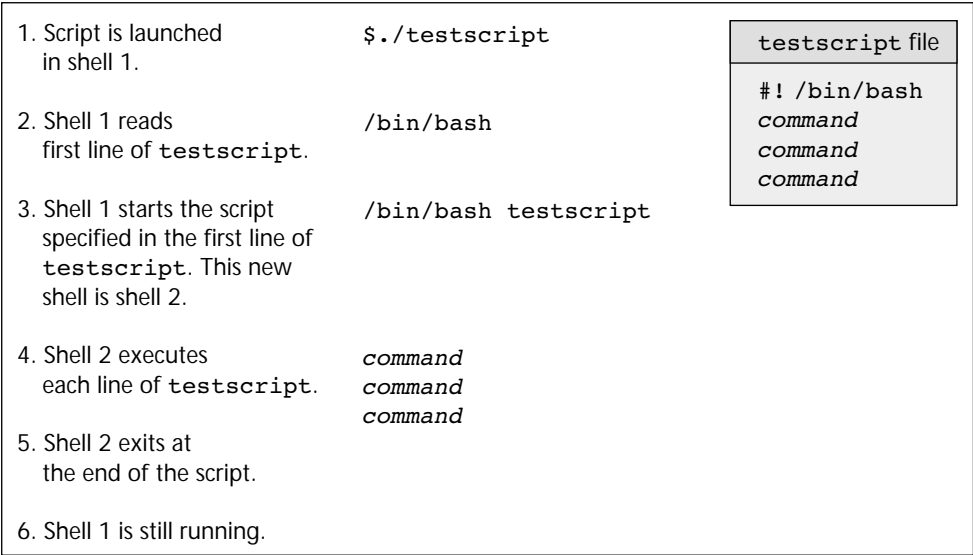 1. Script is launched
in shell 1.
$./testscript
2. Shell 1 reads
first line of testscript.
/bin/bash
3. Shell 1 starts the script
specified in the first line of
testscript. This new
shell is shell 2.
/bin/bash testscript
4. Shell 2 executes
each line of testscript.
command
command
command
5. Shell 2 exits at
the end of the script.
6. Shell 1 is still running.
testscript file
#! /bin/bash
command
command
command